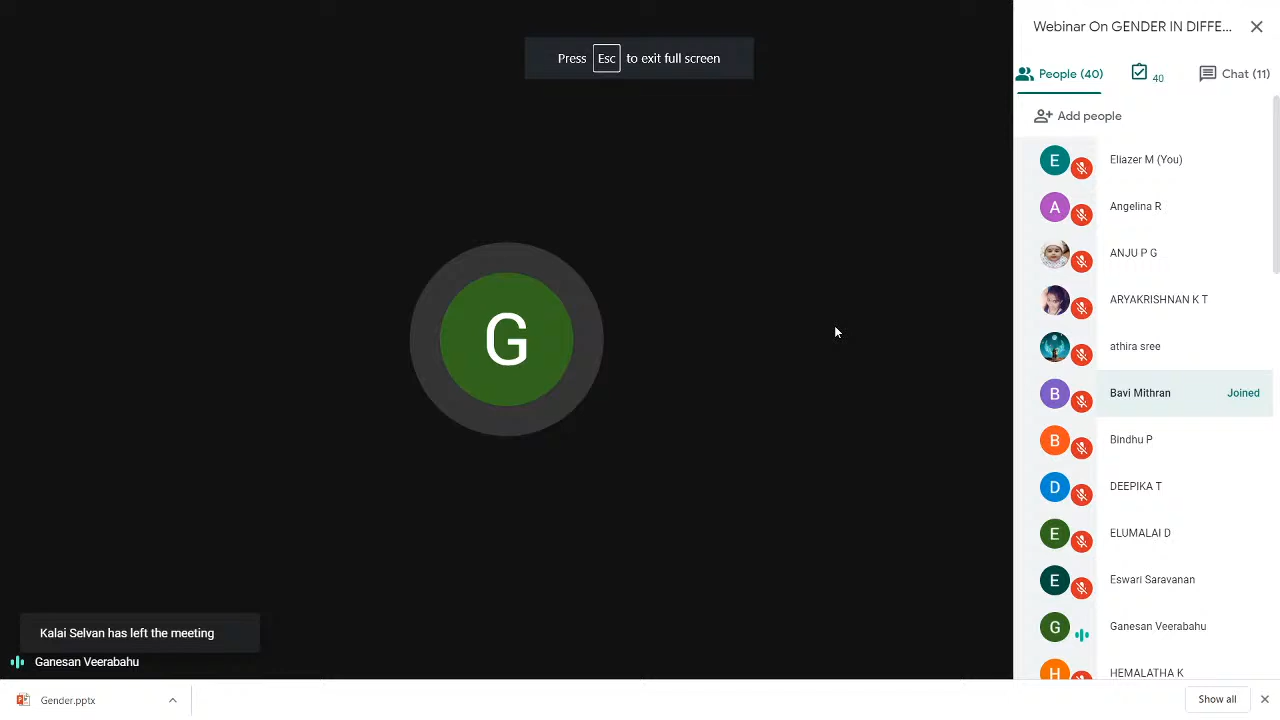 Press Esc to exit full screen
G
Kalai Selvan has left the meeting
Ganesan Veerabahu
Webinar On GENDER IN DIFFE...
People (40)
40
Chat (11)
Add people
E
Eliazer M (You)
A
Angelina R
ANJU P G
ARYAKRISHNAN K T
athira sree
B
Bavi Mithran
Joined
B
Bindhu P
D
DEEPIKA T
E
ELUMALAI D
E
Eswari Saravanan
G
Ganesan Veerabahu
H
HEMALATHA K
Gender.pptx
Show all